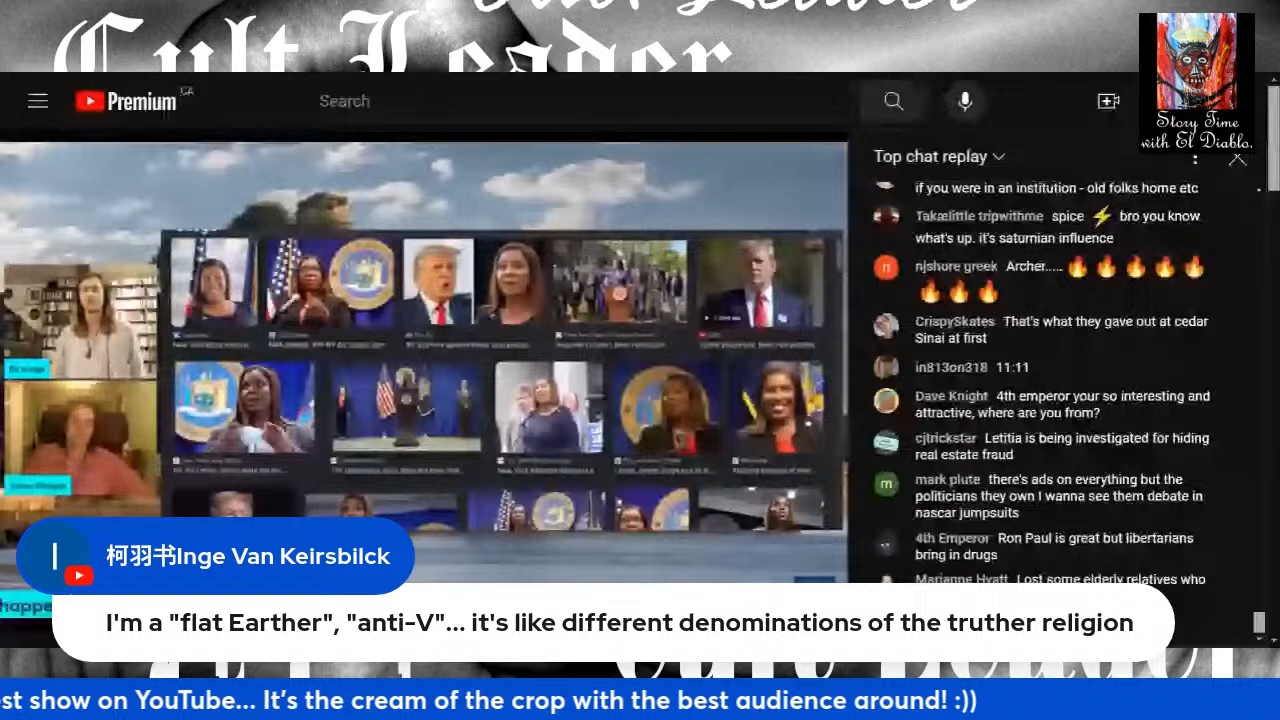 Cult Leader
CA
Premium
Search
Story Time
with El Diablo.
Top chat replay
if you were in an institution - old folks home etc
Takælittle tripwithme spice ⚡ bro you know
what's up. it's saturnian influence
njshore greek Archer..... 🔥🔥🔥🔥🔥
🔥🔥🔥
CrispySkates That's what they gave out at cedar
Sinai at first
in813on318 11:11
Dave Knight 4th emperor your so interesting and
attractive, where are you from?
cjtrickstar Letitia is being investigated for hiding
real estate fraud
mark plute there's ads on everything but the
politicians they own I wanna see them debate in
nascar jumpsuits
4th Emperor Ron Paul is great but libertarians
bring in drugs
Marianne Hyatt Lost some elderly relatives who
柯羽书Inge Van Keirsbilck
happe
I'm a "flat Earther", "anti-V"... it's like different denominations of the truther religion
est show on YouTube... It's the cream of the crop with the best audience around! :))